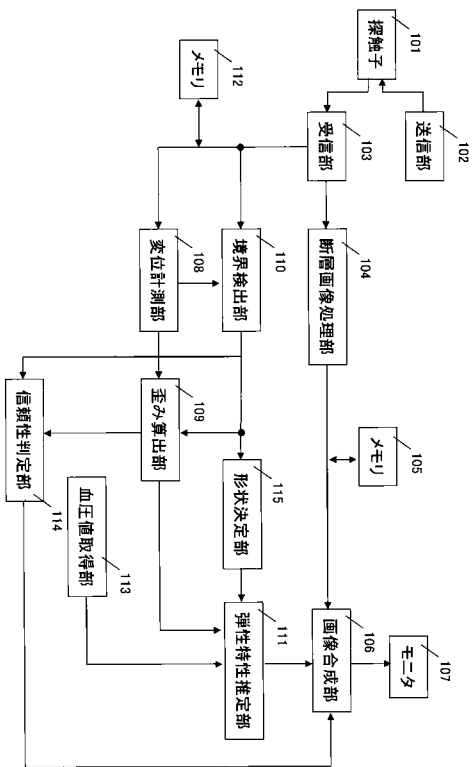 101
探触子
102
送信部
103
受信部
112
メモリ
104
断層画像処理部
110
境界検出部
108
変位計測部
105
メモリ
115
形状決定部
109
歪み算出部
114
信頼性判定部
113
血圧値取得部
107
モニタ
106
画像合成部
111
弾性特性推定部